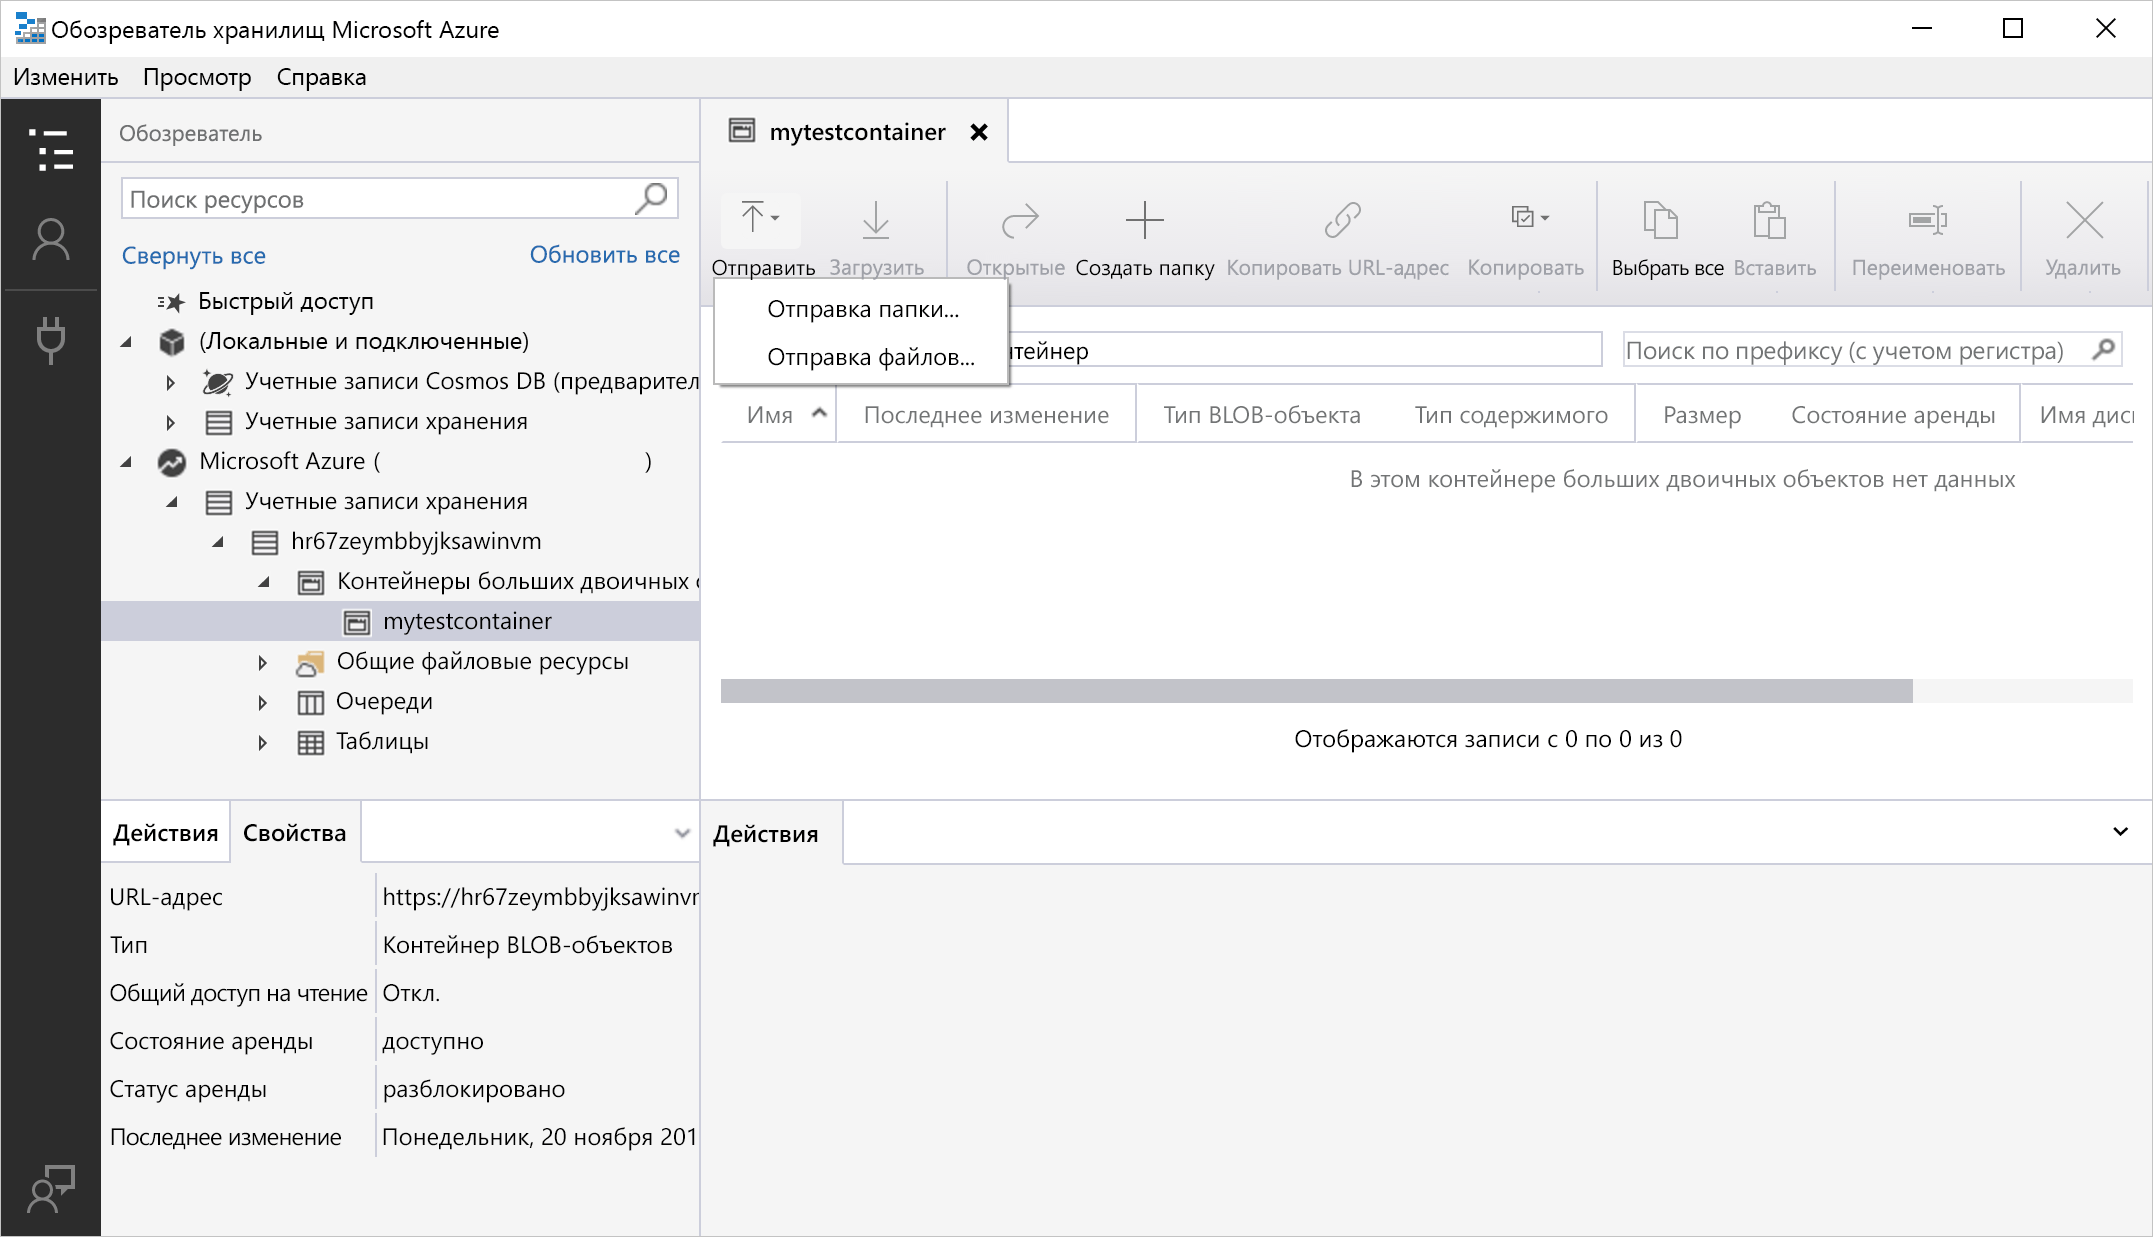 Обозреватель хранилищ Microsoft Azure
Изменить Просмотр Справка
Обозреватель
Поиск ресурсов
Свернуть все Обновить все
Быстрый доступ
(Локальные и подключенные)
Учетные записи Cosmos DB (предварител
Учетные записи хранения
Microsoft Azure ( )
Учетные записи хранения
hr67zeymbbyjksawinvm
Контейнеры больших двоичных
mytestcontainer
Общие файловые ресурсы
Очереди
Таблицы
Действия Свойства
URL-адрес https://hr67zeymbbyjksawinv
Тип Контейнер BLOB-объектов
Общий доступ на чтение Откл.
Состояние аренды доступно
Статус аренды разблокировано
Последнее изменение Понедельник, 20 ноября 201
mytestcontainer
Отправить Загрузить Открытые Создать папку Копировать URL-адрес Копировать Выбрать все Вставить Переименовать Удалить
Отправка папки...
Отправка файлов...
тейнер Поиск по префиксу (с учетом регистра)
Имя Последнее изменение Тип BLOB-объекта Тип содержимого Размер Состояние аренды Имя дис
В этом контейнере больших двоичных объектов нет данных
Отображаются записи с 0 по 0 из 0
Действия